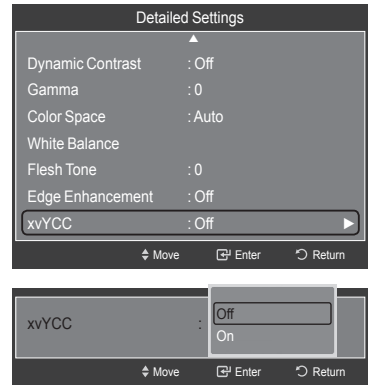 Detailed Settings
Dynamic Contrast : Off
Gamma : 0
Color Space : Auto
White Balance
Flesh Tone : 0
Edge Enhancement : Off
xvYCC : Off
Move Enter Return
xvYCC : Off
On
Move Enter Return